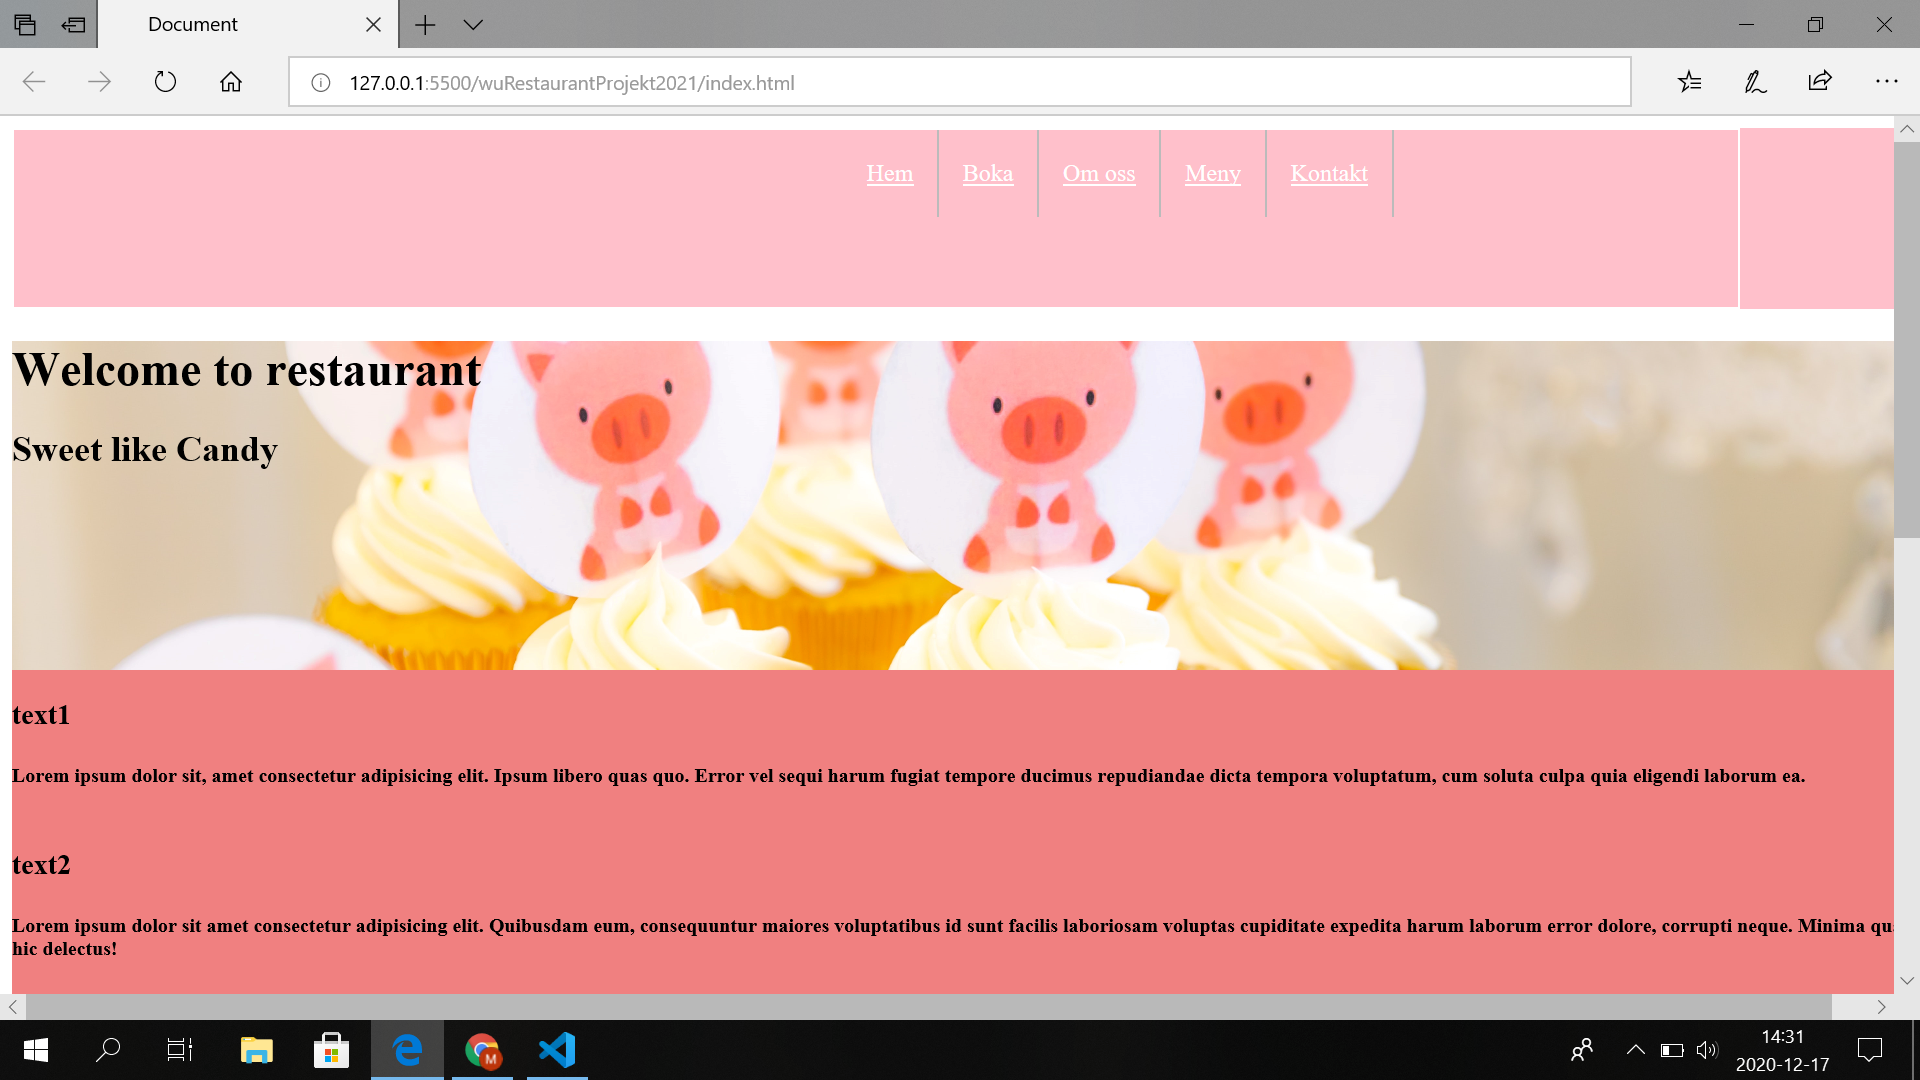 Document
127.0.0.1:5500/wuRestaurantProjekt2021/index.html
Hem Boka Om oss Meny Kontakt
Welcome to restaurant
Sweet like Candy
text1
Lorem ipsum dolor sit, amet consectetur adipisicing elit. Ipsum libero quas quo. Error vel sequi harum fugiat tempore ducimus repudiandae dicta tempora voluptatum, cum soluta culpa quia eligendi laborum ea.
text2
Lorem ipsum dolor sit amet consectetur adipisicing elit. Quibusdam eum, consequuntur maiores voluptatibus id sunt facilis laboriosam voluptas cupiditate expedita harum laborum error dolore, corrupti neque. Minima
hic delectus!
M
14:31
2020-12-17